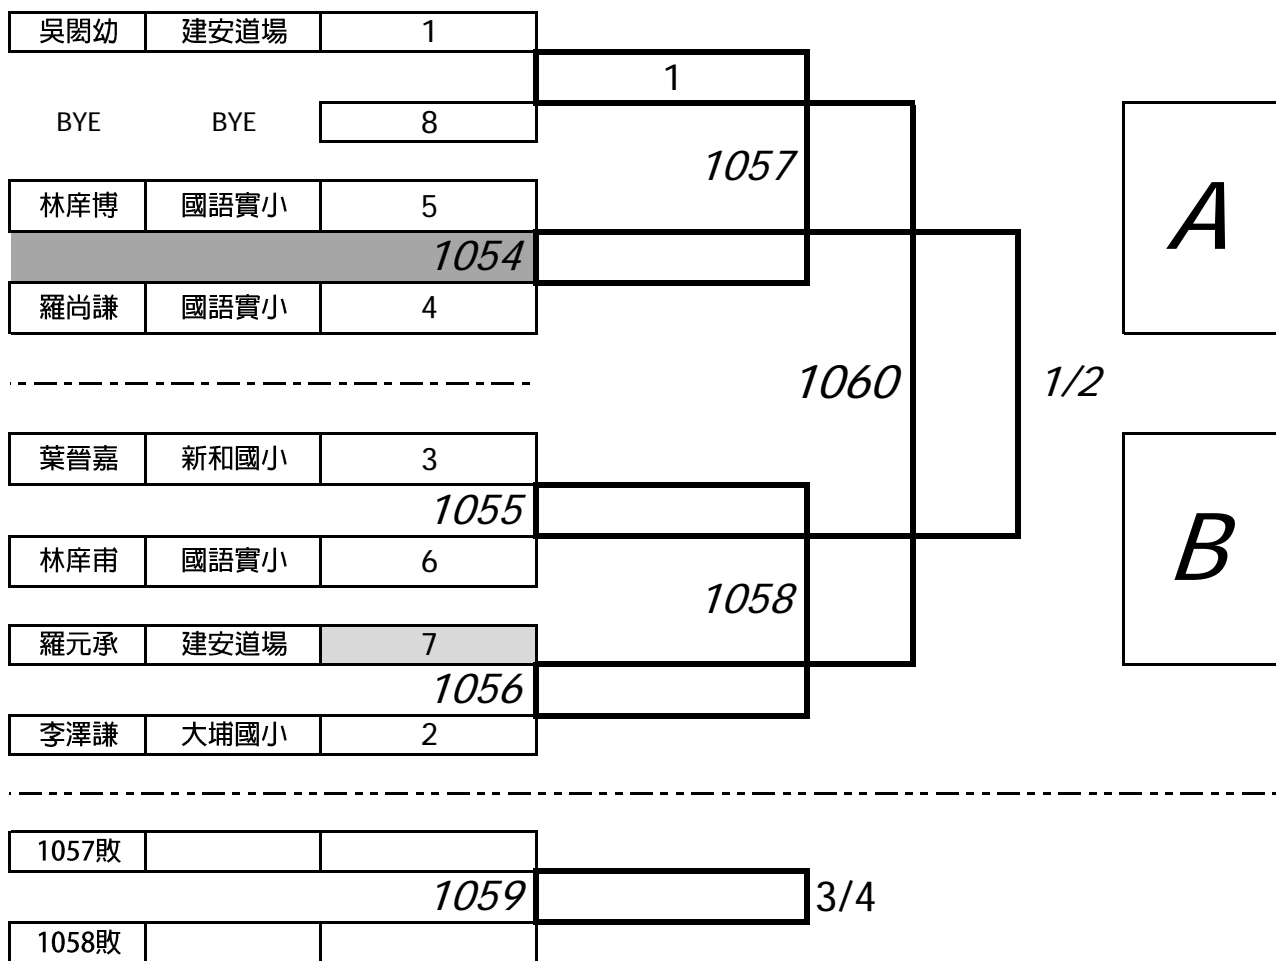 吳閎幼 建安道場 1
1
BYE BYE 8
1057
林庠博 國語實小 5
1054
羅尚謙 國語實小 4
A
1060 1/2
葉晉嘉 新和國小 3
1055
林庠甫 國語實小 6
B
1058
羅元承 建安道場 7
1056
李澤謙 大埔國小 2
1057敗
1059 3/4
1058敗